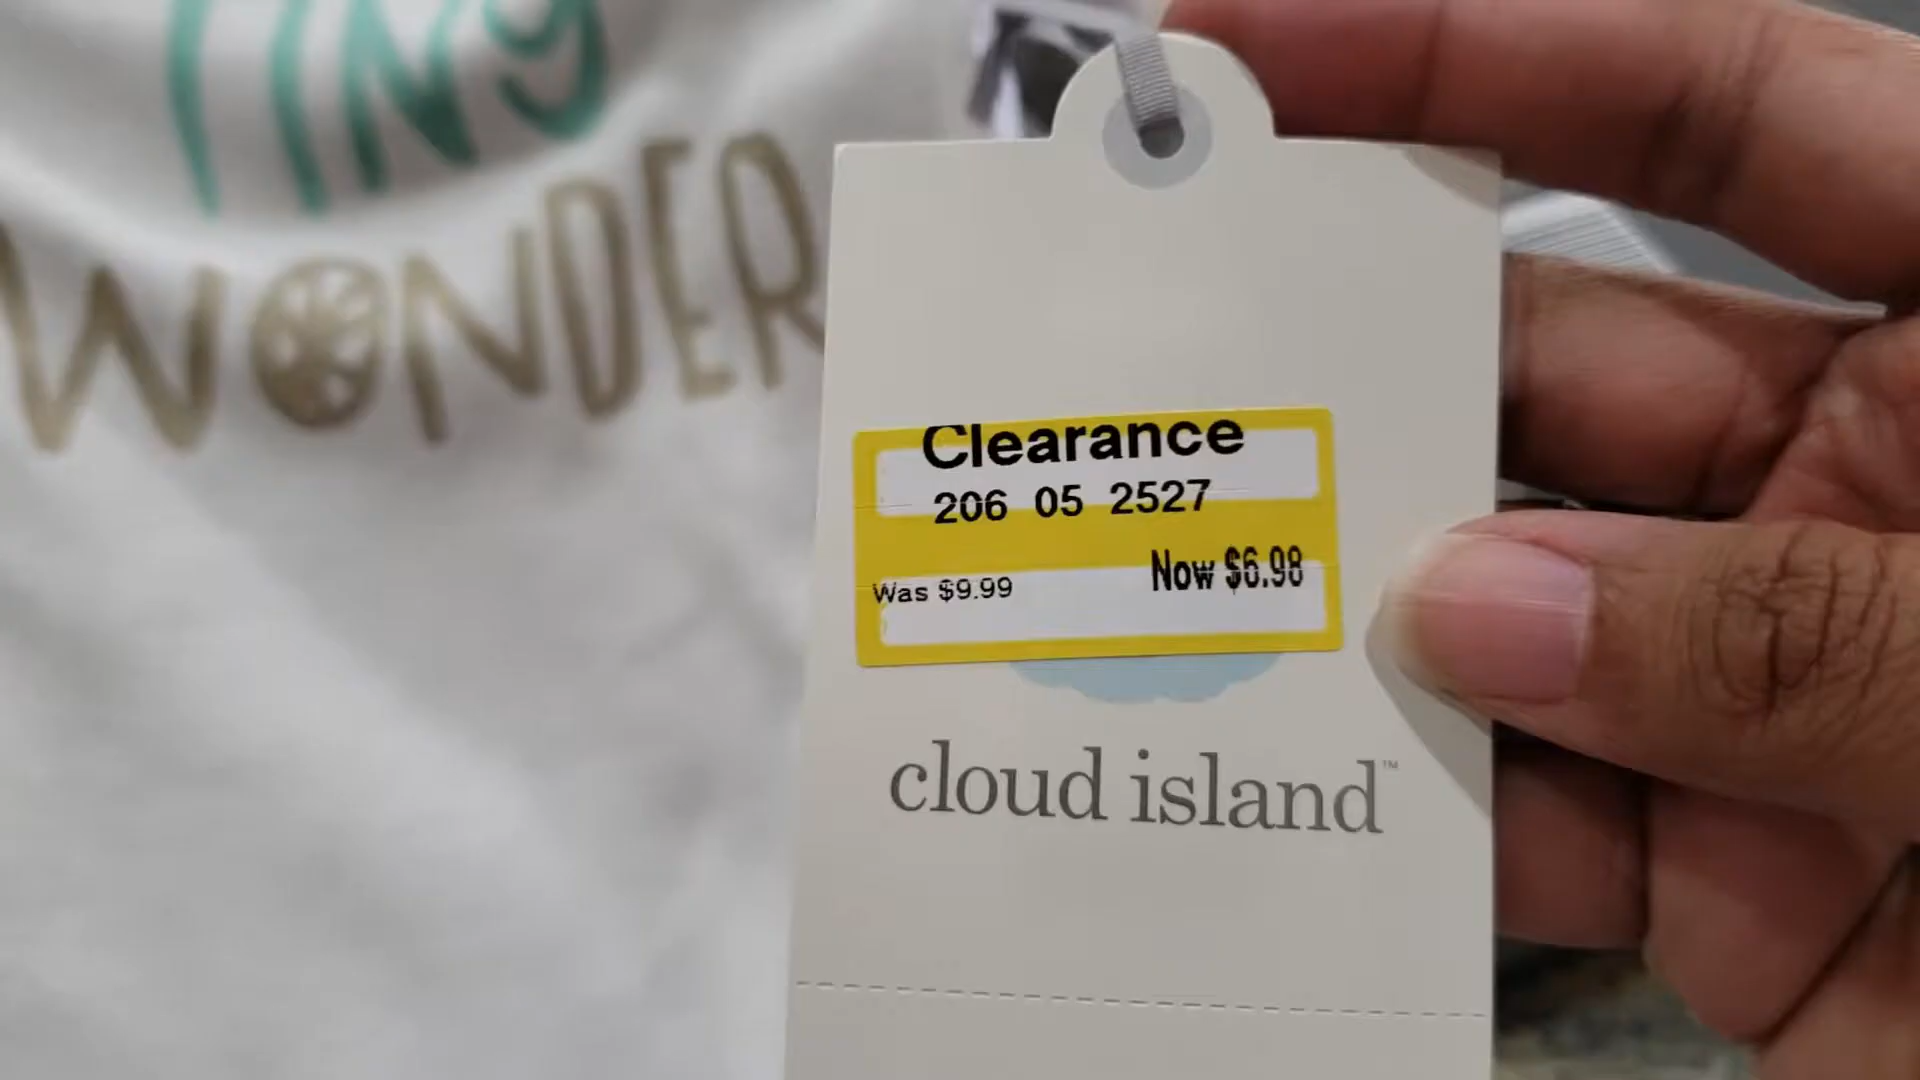 TINY
WONDER
Clearance
206 05 2527
Was $9.99 Now $6.98
cloud island™